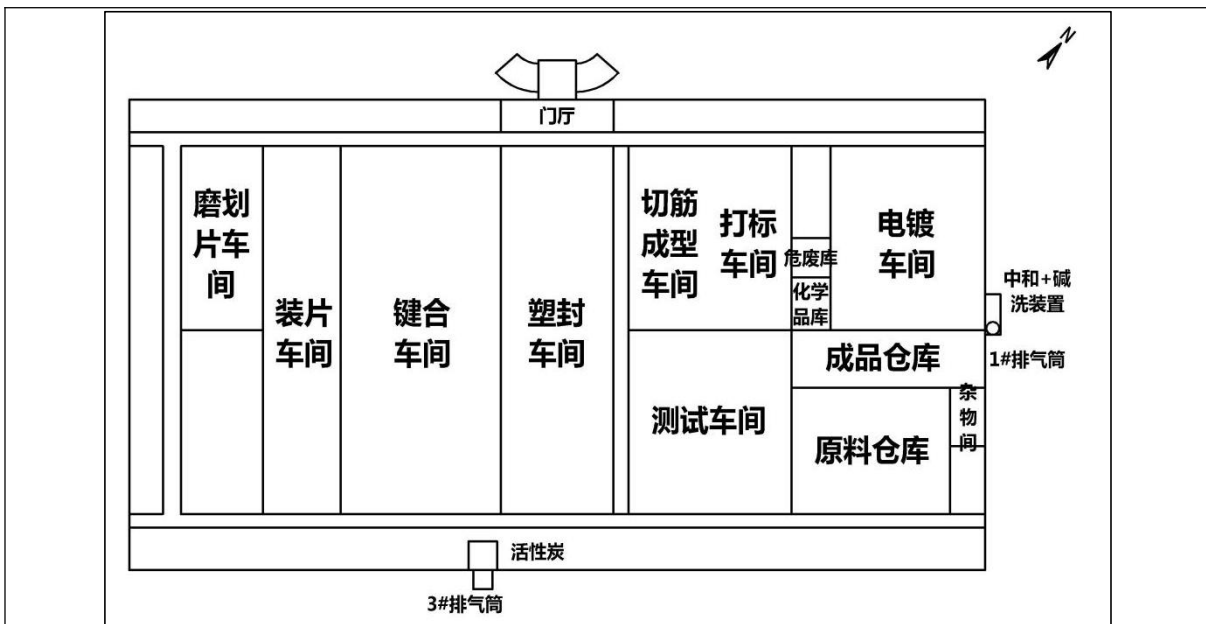 N
门厅
磨划
片车
间
装片
车间
键合
车间
塑封
车间
切筋
成型
车间
打标
车间
危废库
化学
品库
电镀
车间
中和+碱
洗装置
1#排气筒
成品仓库
杂
物
间
测试车间
原料仓库
活性炭
3#排气筒